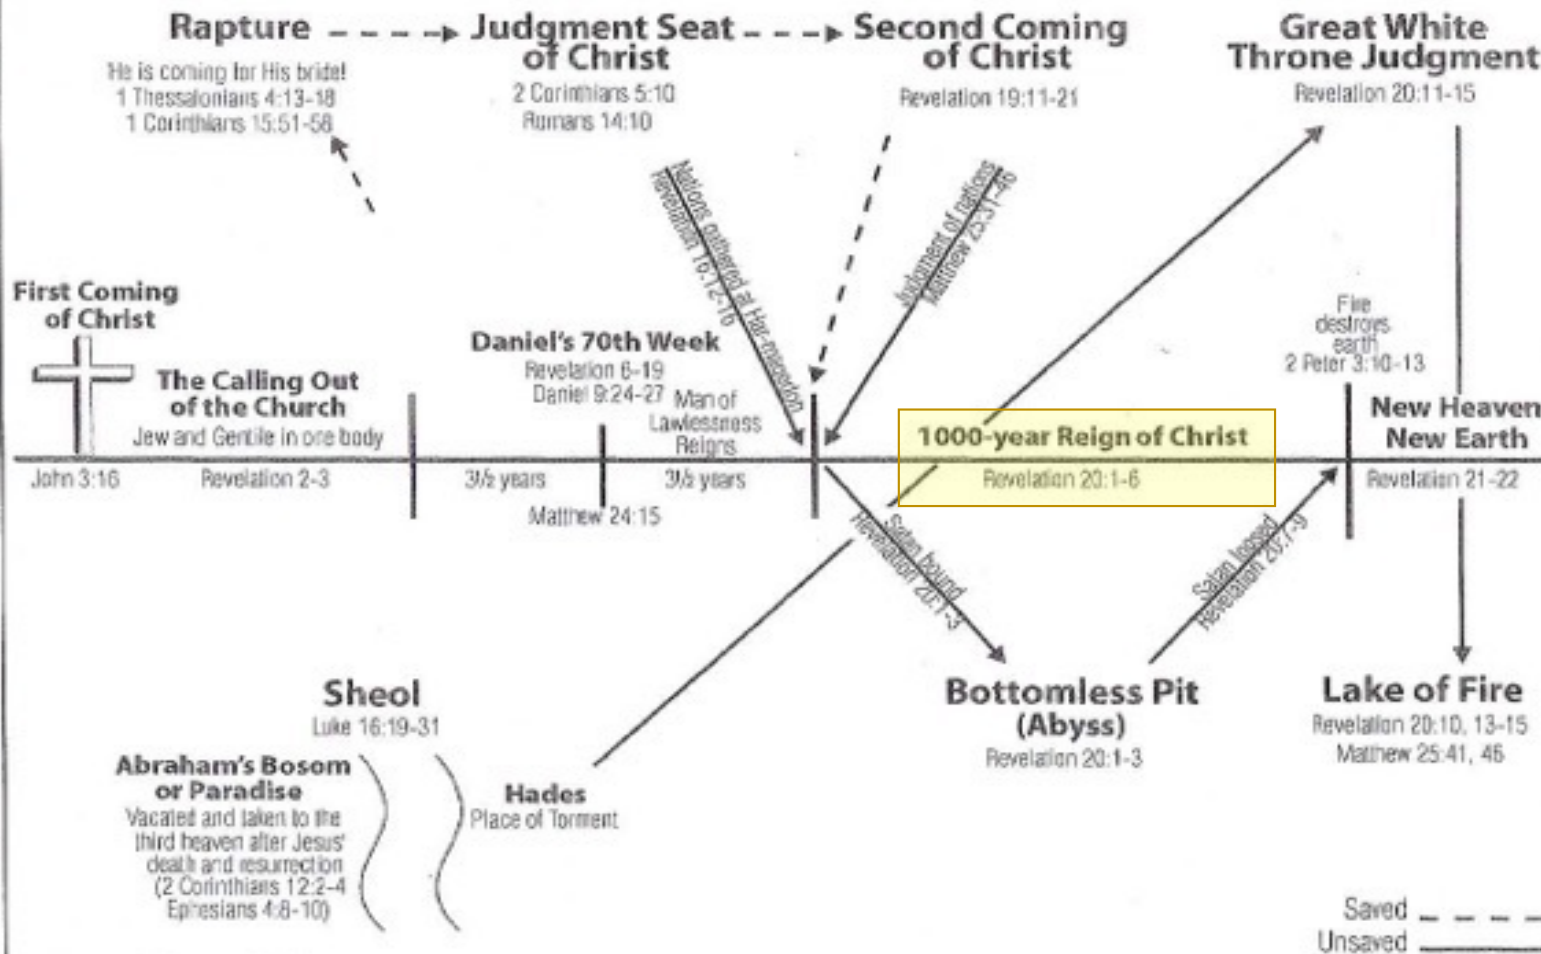 Rapture
He is coming for His bride!
1 Thessalonians 4:13-18
1 Corinthians 15:51-58
Judgment Seat
of Christ
2 Corinthians 5:10
Romans 14:10
Second Coming
of Christ
Revelation 19:11-21
Great White
Throne Judgment
Revelation 20:11-15
Nations gathered at Har-magedon
Revelation 16:12-16
Judgment of nations
Matthew 25:31-46
First Coming
of Christ
The Calling Out
of the Church
Jew and Gentile in one body
John 3:16
Revelation 2-3
Daniel's 70th Week
Revelation 6-19
Daniel 9:24-27
Man of
Lawlessness
Reigns
3½ years
3½ years
Matthew 24:15
1000-year Reign of Christ
Revelation 20:1-6
Fire
destroys
earth
2 Peter 3:10-13
New Heaven
New Earth
Revelation 21-22
Satan bound
Revelation 20:1-3
Satan loosed
Revelation 20:7-9
Sheol
Luke 16:19-31
Abraham's Bosom
or Paradise
Vacated and taken to the
third heaven after Jesus'
death and resurrection
(2 Corinthians 12:2-4
Ephesians 4:8-10)
Hades
Place of Torment
Bottomless Pit
(Abyss)
Revelation 20:1-3
Lake of Fire
Revelation 20:10, 13-15
Matthew 25:41, 46
Saved
Unsaved